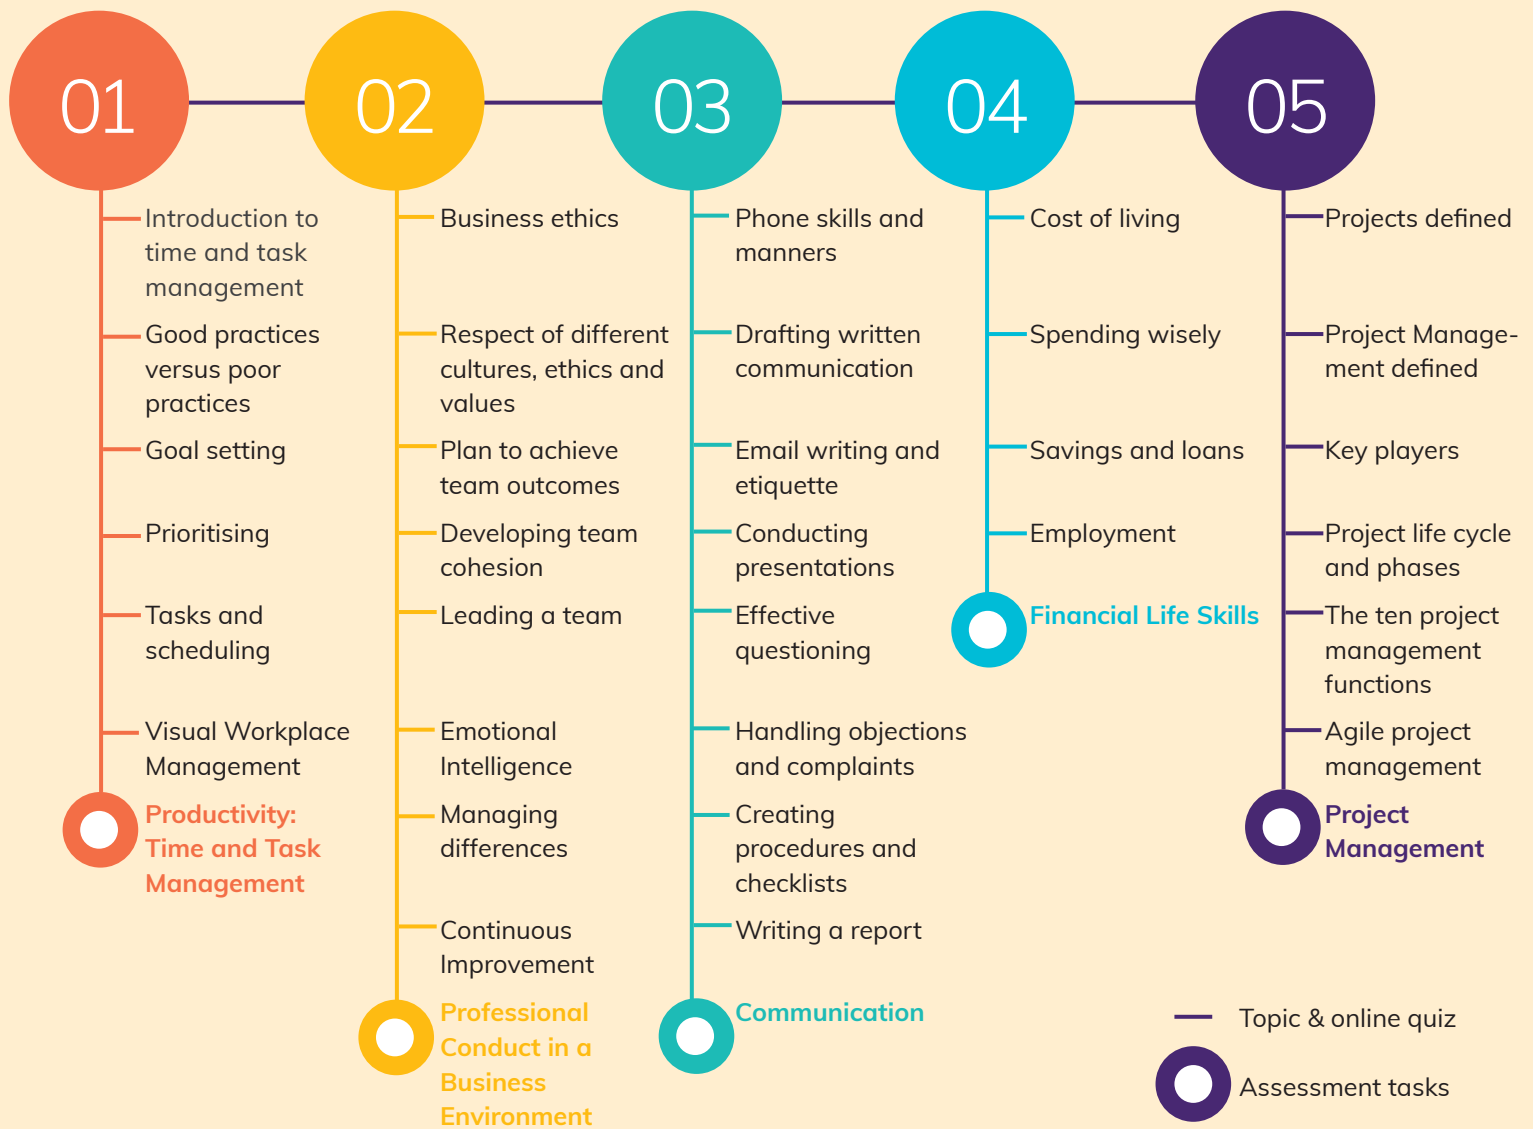 01
Introduction to
time and task
management
Good practices
versus poor
practices
Goal setting
Prioritising
Tasks and
scheduling
Visual Workplace
Management
Productivity:
Time and Task
Management
02
Business ethics
Respect of different
cultures, ethics and
values
Plan to achieve
team outcomes
Developing team
cohesion
Leading a team
Emotional
Intelligence
Managing
differences
Continuous
Improvement
Professional
Conduct in a
Business
Environment
03
Phone skills and
manners
Drafting written
communication
Email writing and
etiquette
Conducting
presentations
Effective
questioning
Handling objections
and complaints
Creating
procedures and
checklists
Writing a report
Communication
04
Cost of living
Spending wisely
Savings and loans
Employment
Financial Life Skills
05
Projects defined
Project Manage-
ment defined
Key players
Project life cycle
and phases
The ten project
management
functions
Agile project
management
Project
Management
Topic & online quiz
Assessment tasks